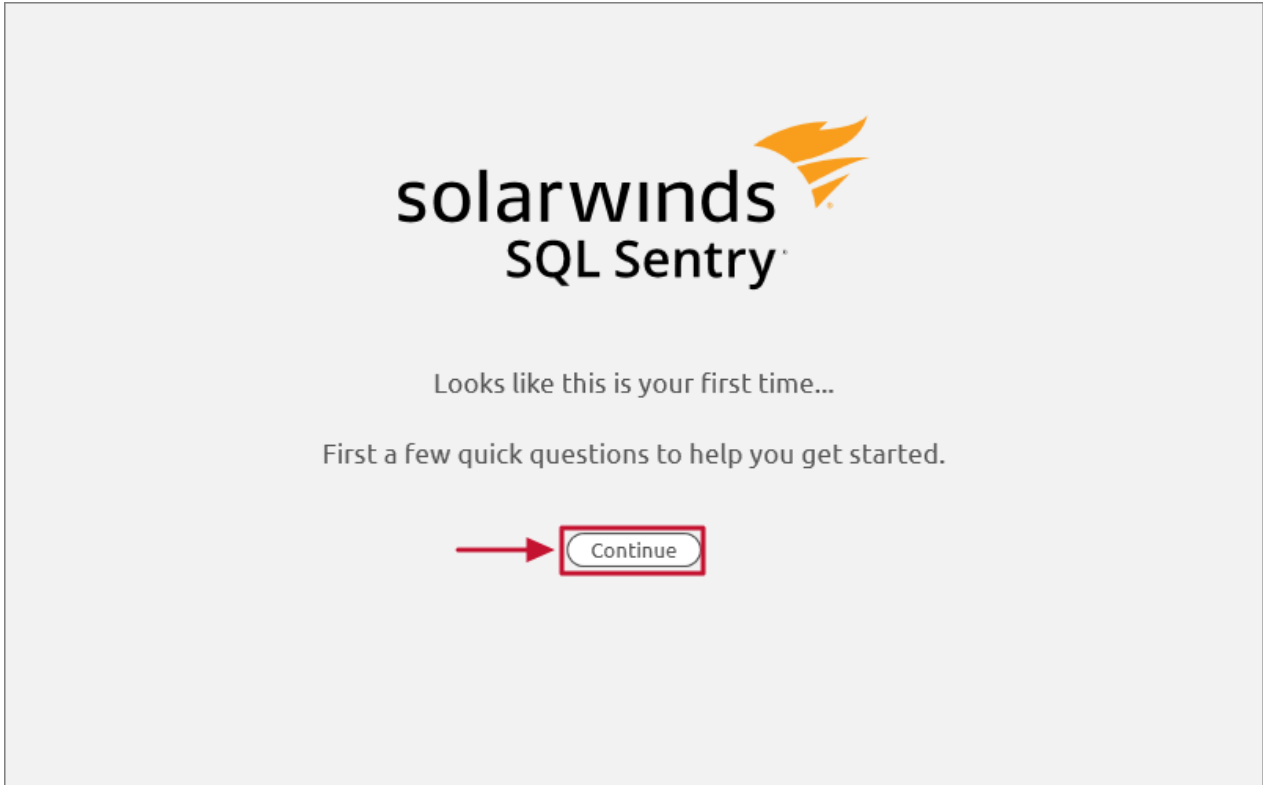 solarwinds
SQL Sentry
Looks like this is your first time...
First a few quick questions to help you get started.
Continue